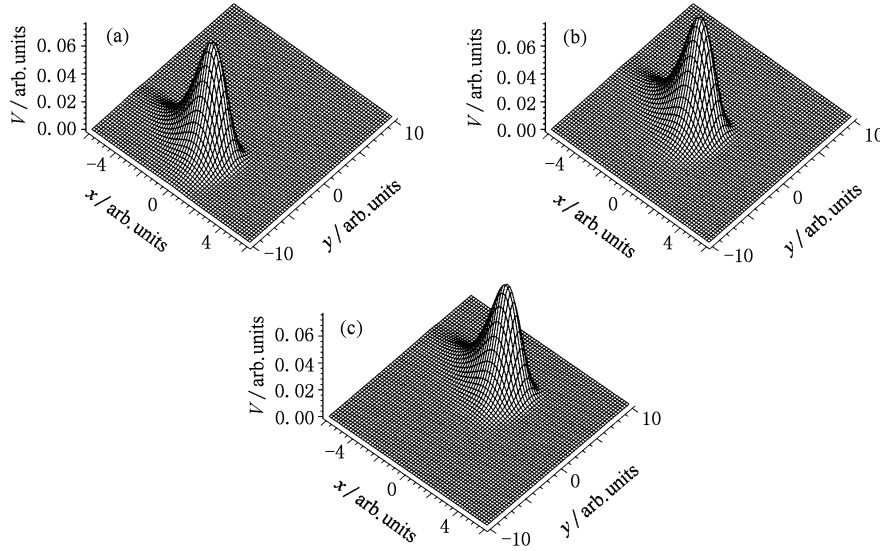 (a)
V / arb. units
0.06
0.04
0.02
0.00
−4
0
4
x / arb. units
−10
0
10
y / arb. units
(b)
V / arb. units
0.06
0.04
0.02
0.00
−4
0
4
x / arb. units
−10
0
10
y / arb. units
(c)
V / arb. units
0.06
0.04
0.02
0.00
−4
0
4
x / arb. units
−10
0
10
y / arb. units